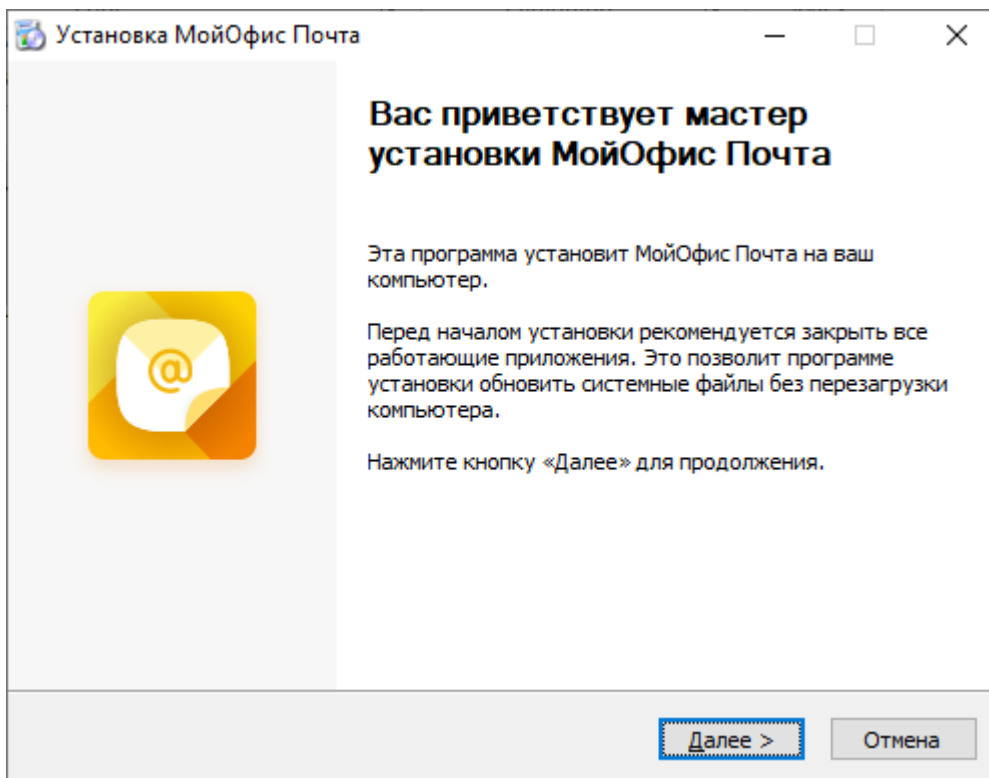 Установка МойОфис Почта
Вас приветствует мастер
установки МойОфис Почта
Эта программа установит МойОфис Почта на ваш
компьютер.
Перед началом установки рекомендуется закрыть все
работающие приложения. Это позволит программе
установки обновить системные файлы без перезагрузки
компьютера.
Нажмите кнопку «Далее» для продолжения.
@
Далее >
Отмена